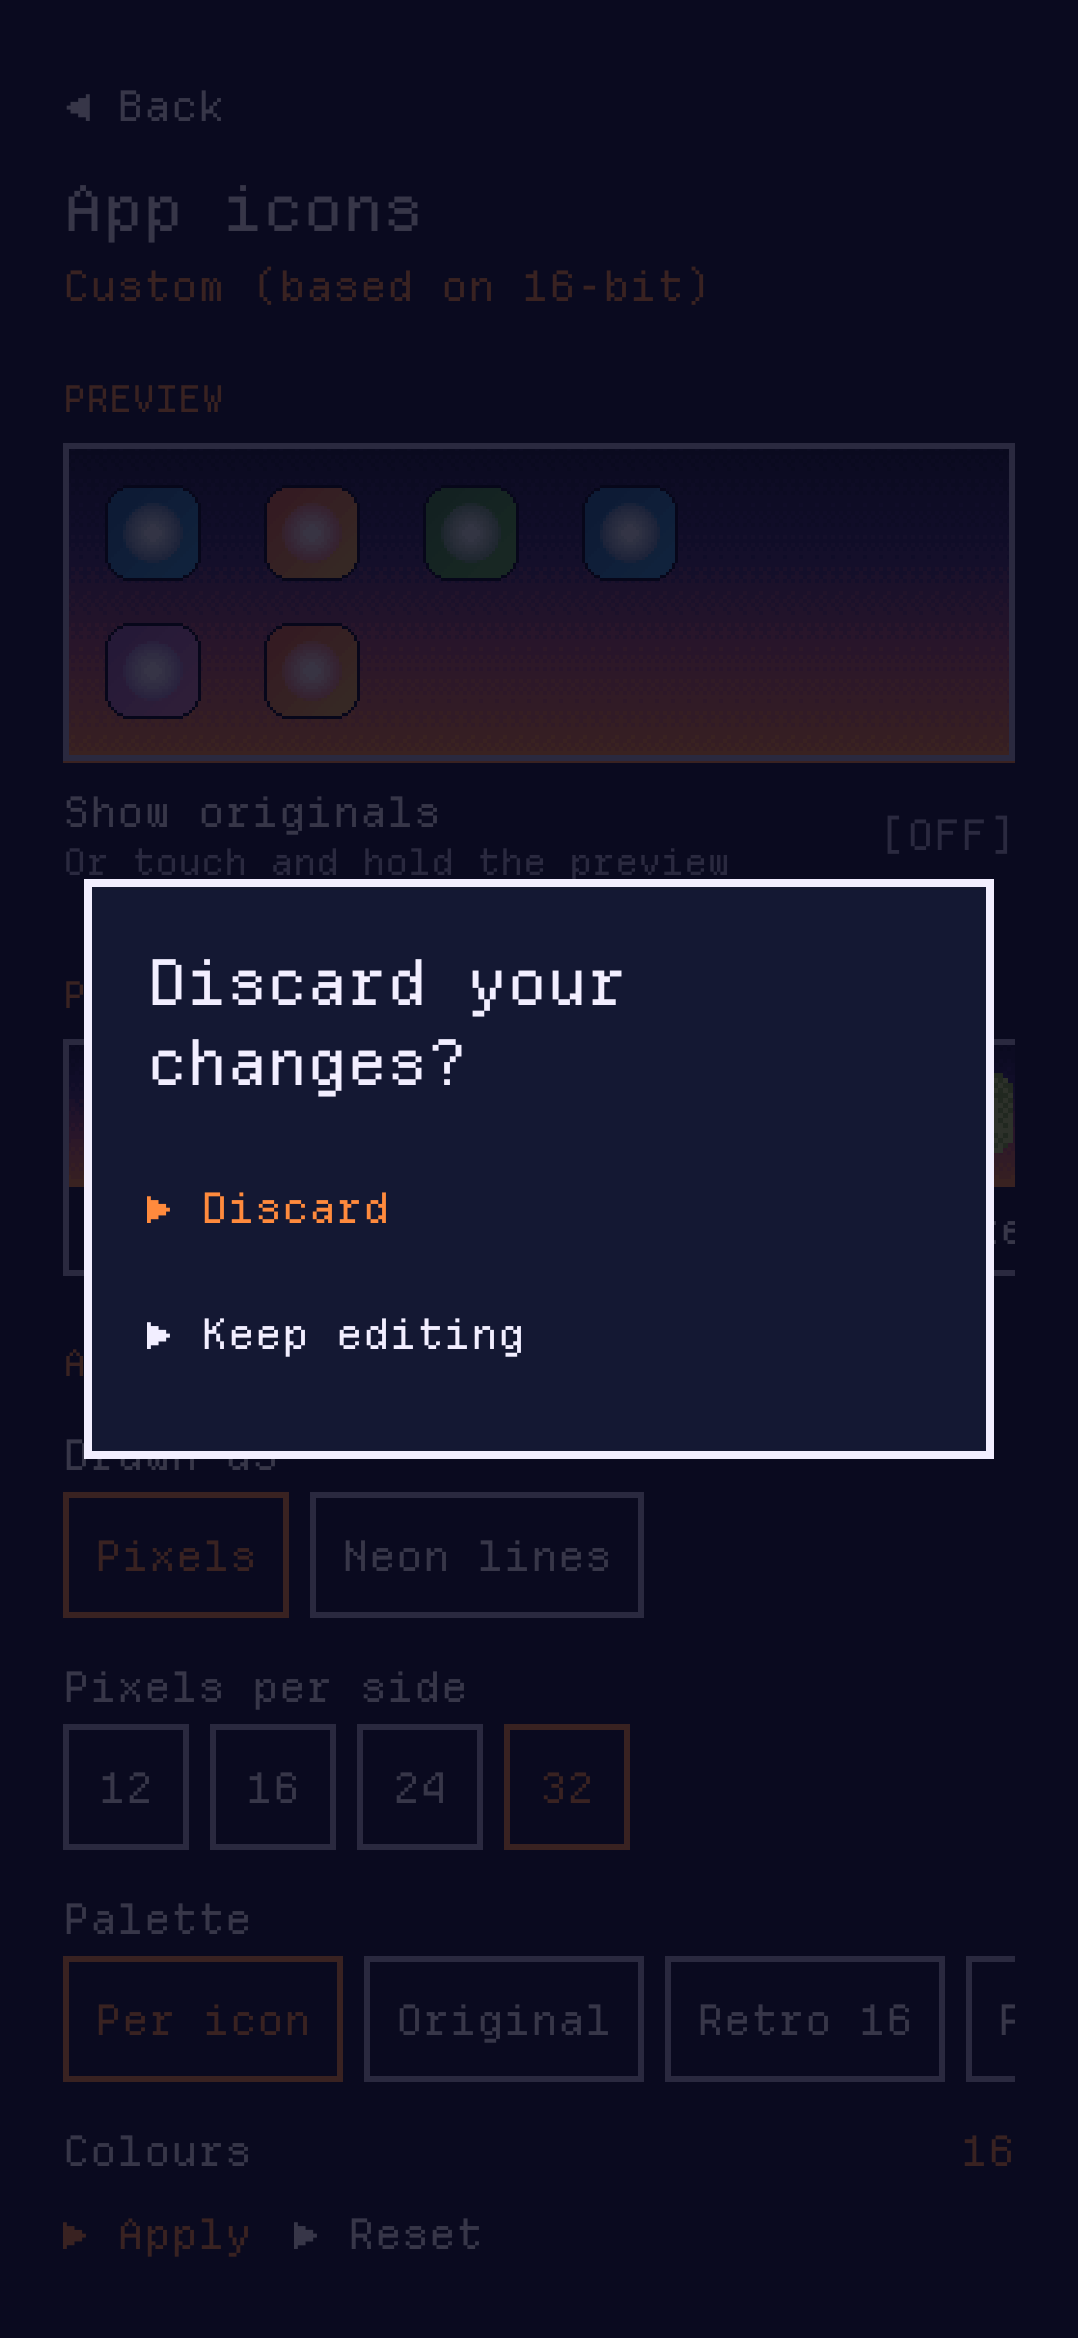 Back
App icons
Custom (based on 16-bit)
PREVIEW
Show originals
[OFF]
Or touch and hold the preview
Discard your
changes?
Discard
Keep editing
Drawn as
Pixels
Neon lines
Pixels per side
12
16
24
32
Palette
Per icon
Original
Retro 16
Colours
16
Apply
Reset